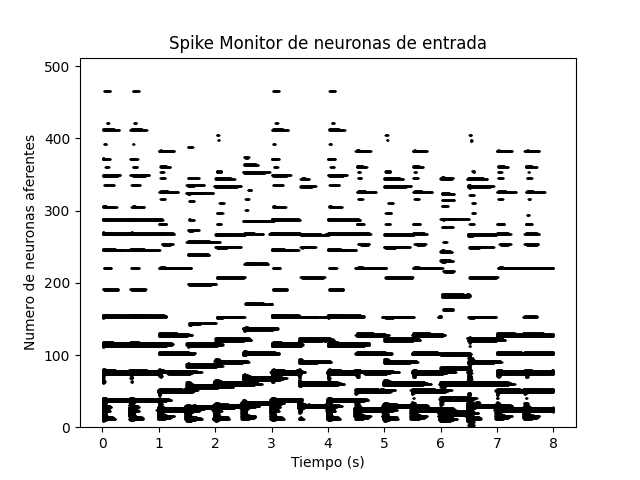 Spike Monitor de neuronas de entrada
Numero de neuronas aferentes
500
400
300
200
100
0
0 1 2 3 4 5 6 7 8
Tiempo (s)